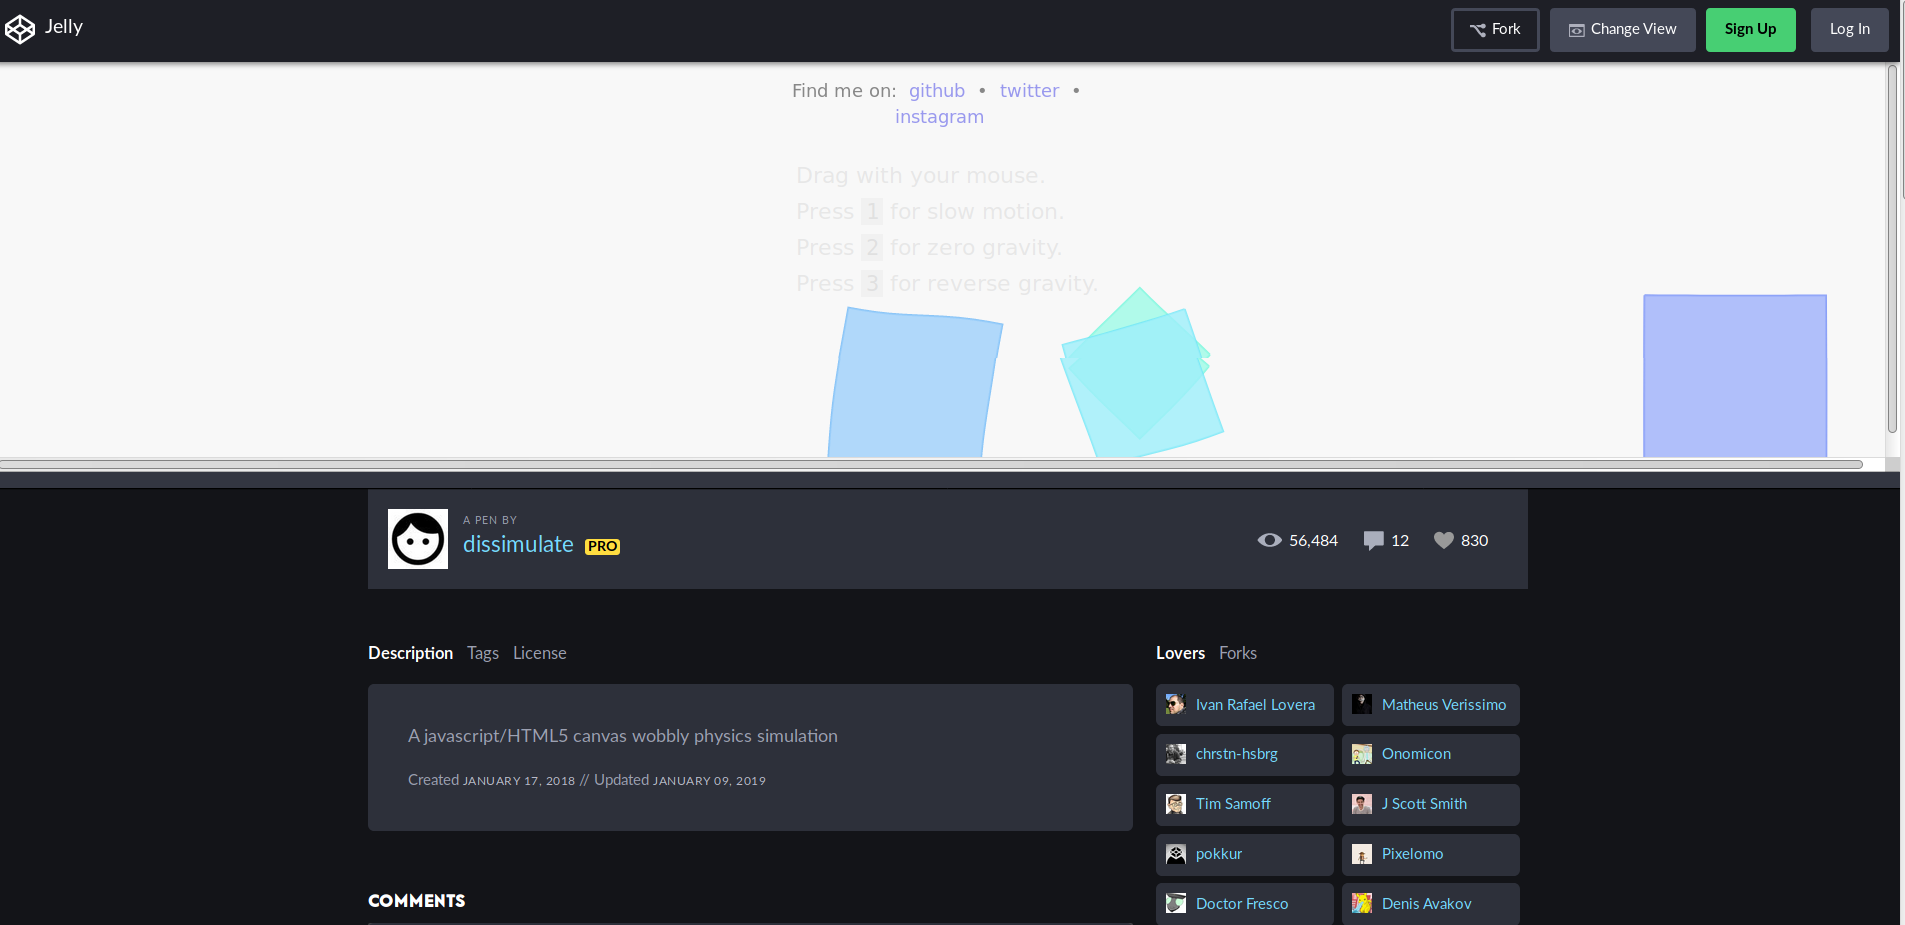 Jelly
Fork
Change View
Sign Up
Log In
Find me on: github • twitter •
instagram
Drag with your mouse.
Press 1 for slow motion.
Press 2 for zero gravity.
Press 3 for reverse gravity.
A PEN BY
dissimulate PRO
56,484
12
830
Description Tags License
A javascript/HTML5 canvas wobbly physics simulation
Created JANUARY 17, 2018 // Updated JANUARY 09, 2019
COMMENTS
Lovers Forks
Ivan Rafael Lovera
Matheus Verissimo
chrstn-hsbrg
Onomicon
Tim Samoff
J Scott Smith
pokkur
Pixelomo
Doctor Fresco
Denis Avakov